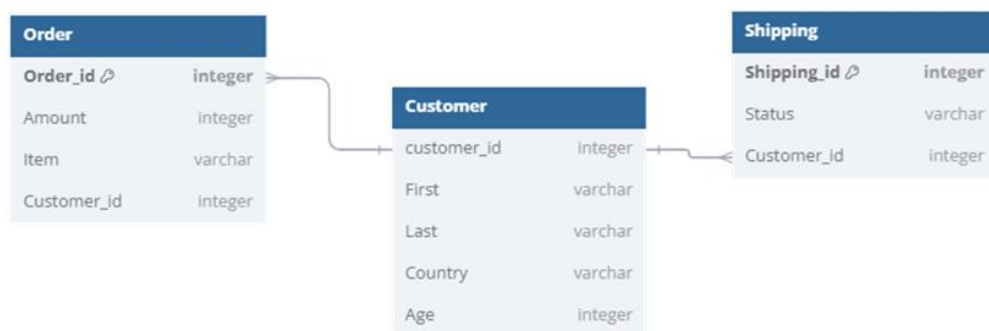 Order
Order_id integer
Amount integer
Item varchar
Customer_id integer
Customer
customer_id integer
First varchar
Last varchar
Country varchar
Age integer
Shipping
Shipping_id integer
Status varchar
Customer_id integer